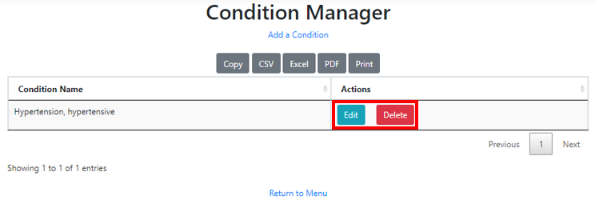 Condition Manager
Add a Condition
Copy CSV Excel PDF Print
Condition Name Actions
Hypertension, hypertensive Edit Delete
Previous 1 Next
Showing 1 to 1 of 1 entries
Return to Menu